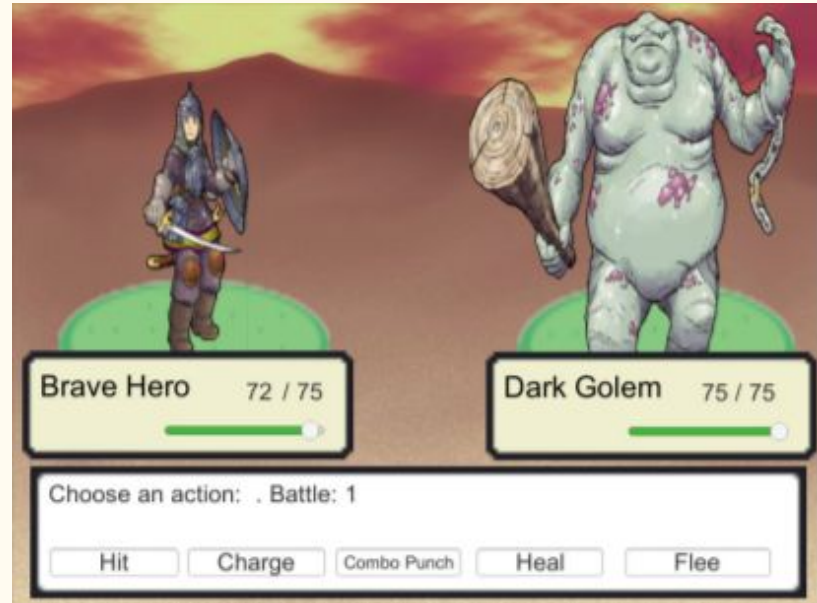 Brave Hero 72 / 75
Dark Golem 75 / 75
Choose an action: . Battle: 1
Hit Charge Combo Punch Heal Flee